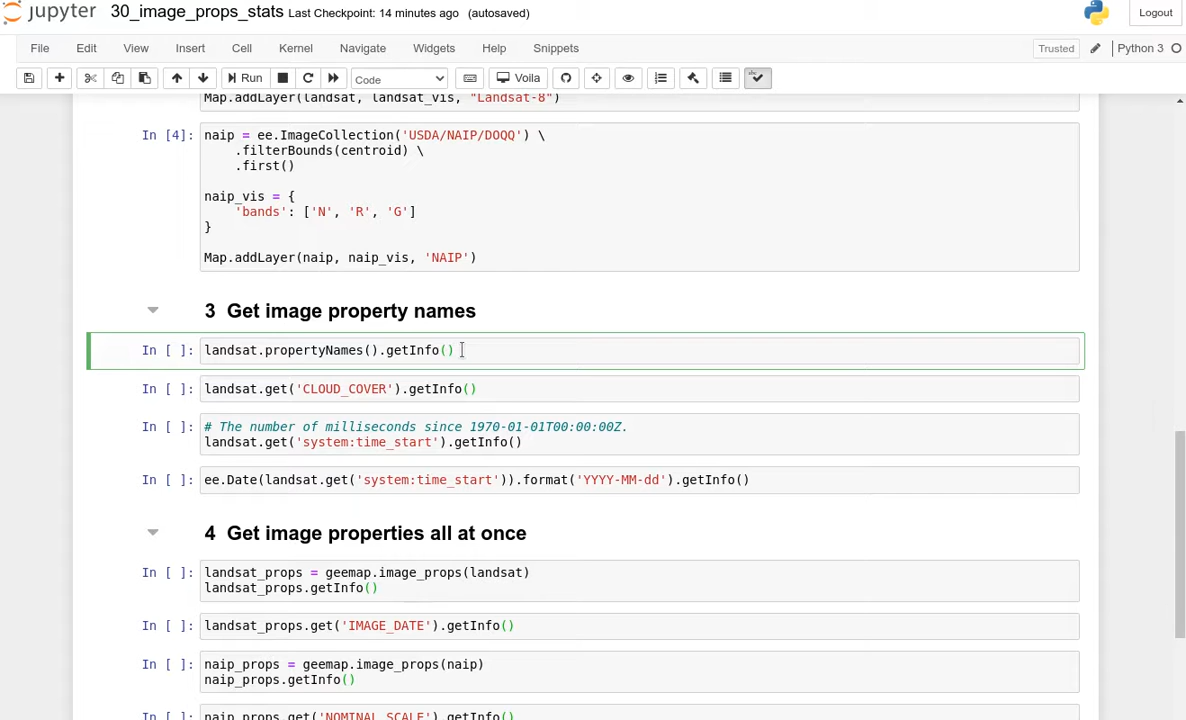 jupyter 30_image_props_stats Last Checkpoint: 14 minutes ago (autosaved) Logout
File Edit View Insert Cell Kernel Navigate Widgets Help Snippets Trusted Python 3
Run Code Voila
Map.addLayer(landsat, landsat_vis, "Landsat-8")
In [4]: naip = ee.ImageCollection('USDA/NAIP/DOQQ') \
.filterBounds(centroid) \
.first()
naip_vis = {
'bands': ['N', 'R', 'G']
}
Map.addLayer(naip, naip_vis, 'NAIP')
3 Get image property names
In [ ]: landsat.propertyNames().getInfo()
In [ ]: landsat.get('CLOUD_COVER').getInfo()
In [ ]: # The number of milliseconds since 1970-01-01T00:00:00Z.
landsat.get('system:time_start').getInfo()
In [ ]: ee.Date(landsat.get('system:time_start')).format('YYYY-MM-dd').getInfo()
4 Get image properties all at once
In [ ]: landsat_props = geemap.image_props(landsat)
landsat_props.getInfo()
In [ ]: landsat_props.get('IMAGE_DATE').getInfo()
In [ ]: naip_props = geemap.image_props(naip)
naip_props.getInfo()
In [ ]: naip_props.get('NOMINAL_SCALE').getInfo()